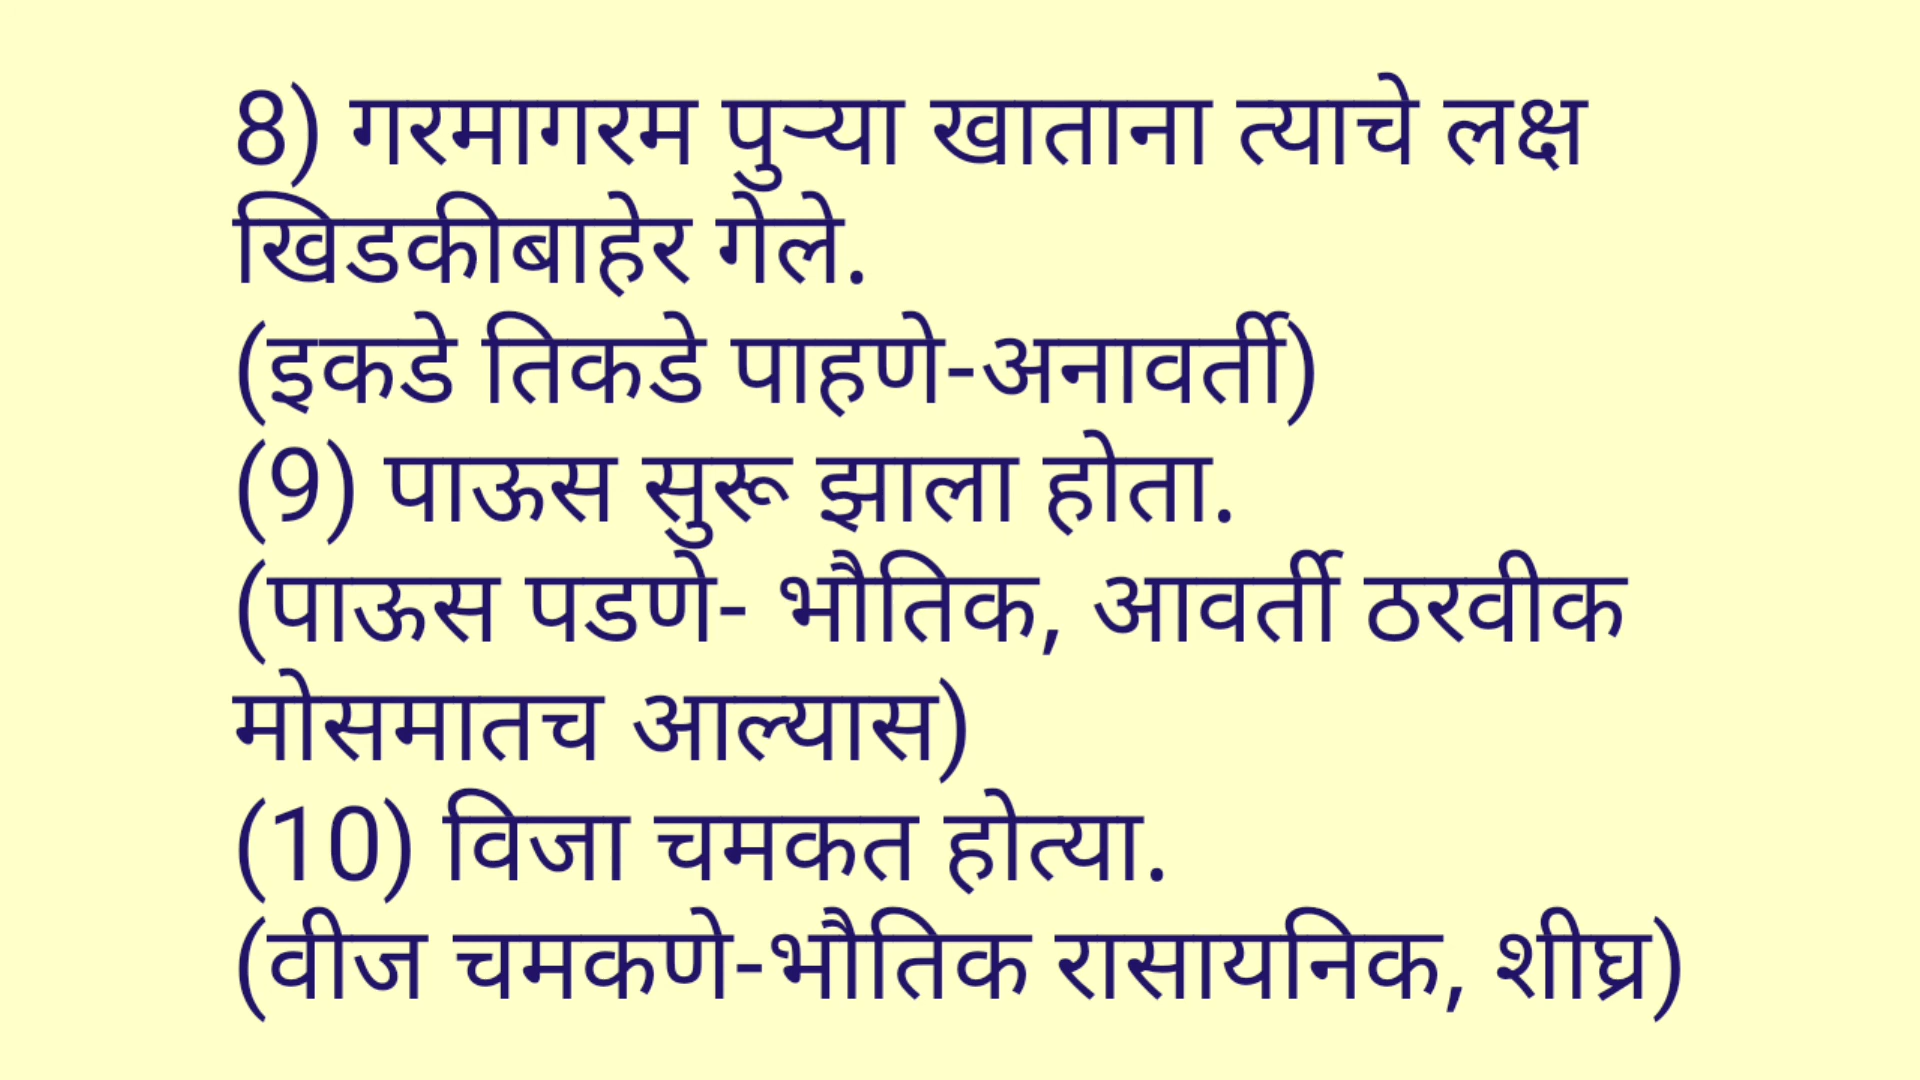 8) गरमागरम पुऱ्या खाताना त्याचे लक्ष
खिडकीबाहेर गेले.
(इकडे तिकडे पाहणे-अनावर्ती)
(9) पाऊस सुरू झाला होता.
(पाऊस पडणे- भौतिक, आवर्ती ठरवीक
मोसमातच आल्यास)
(10) विजा चमकत होत्या.
(वीज चमकणे-भौतिक रासायनिक, शीघ्र)